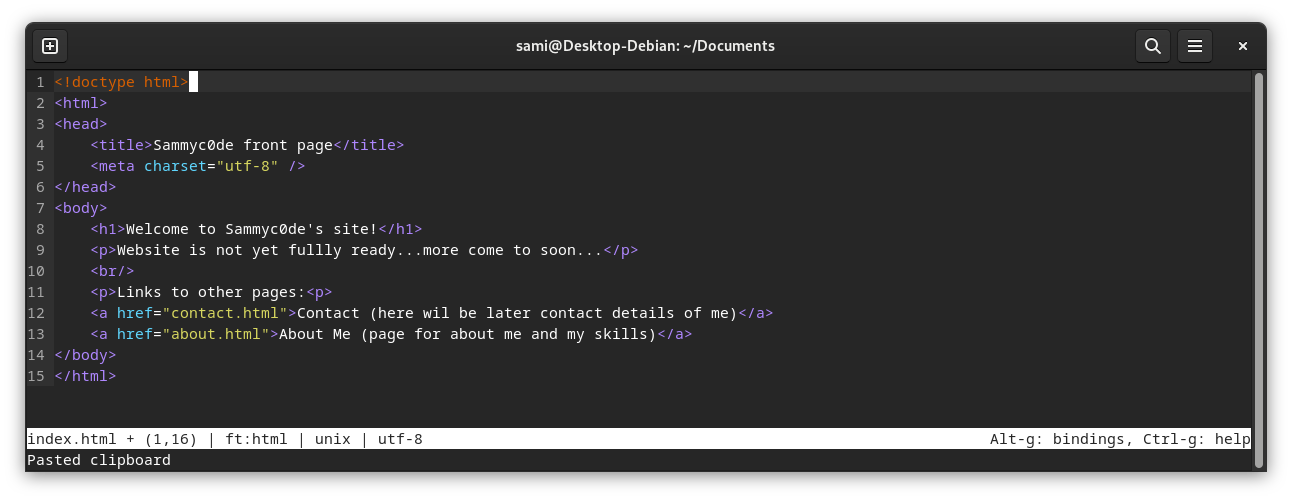 sami@Desktop-Debian: ~/Documents
1 <!doctype html>
2 <html>
3 <head>
4     <title>Sammyc0de front page</title>
5     <meta charset="utf-8" />
6 </head>
7 <body>
8     <h1>Welcome to Sammyc0de's site!</h1>
9     <p>Website is not yet fullly ready...more come to soon...</p>
10     <br/>
11     <p>Links to other pages:<p>
12     <a href="contact.html">Contact (here wil be later contact details of me)</a>
13     <a href="about.html">About Me (page for about me and my skills)</a>
14 </body>
15 </html>
index.html + (1,16) | ft:html | unix | utf-8 Alt-g: bindings, Ctrl-g: help
Pasted clipboard